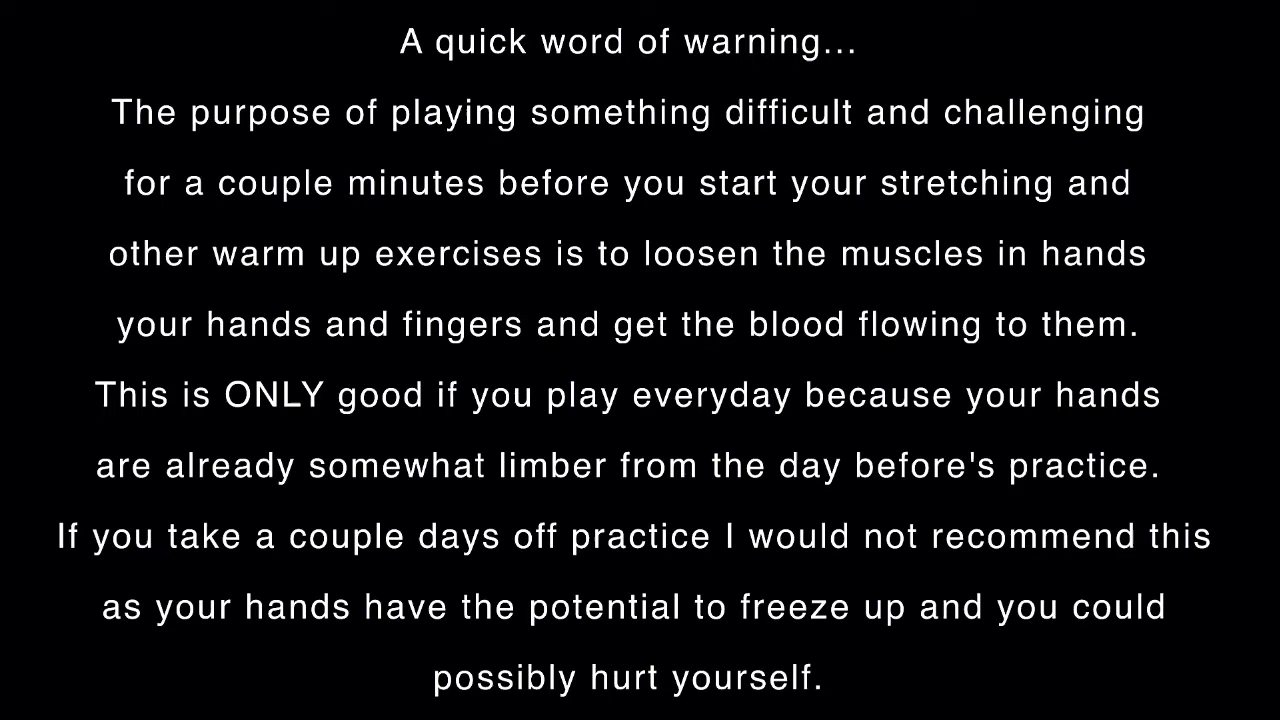 A quick word of warning...
The purpose of playing something difficult and challenging
for a couple minutes before you start your stretching and
other warm up exercises is to loosen the muscles in hands
your hands and fingers and get the blood flowing to them.
This is ONLY good if you play everyday because your hands
are already somewhat limber from the day before's practice.
If you take a couple days off practice I would not recommend this
as your hands have the potential to freeze up and you could
possibly hurt yourself.